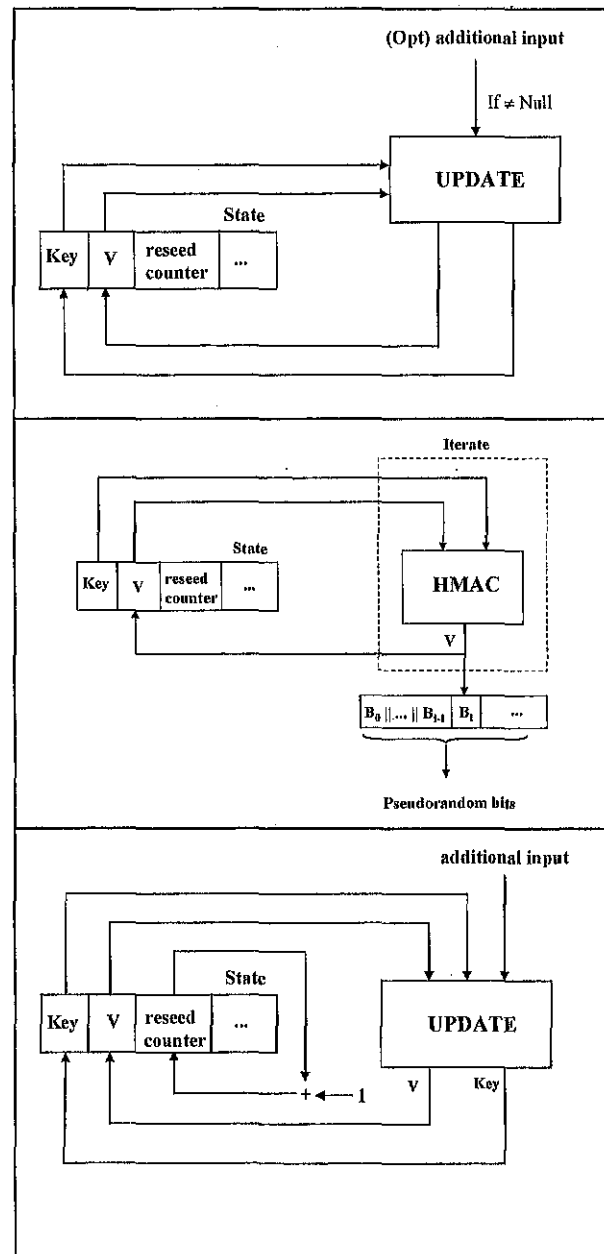 (Opt) additional input
If ≠ Null
UPDATE
State
Key
V
reseed
counter
...
Iterate
State
Key
V
reseed
counter
...
HMAC
V
B₀ ||... || Bᵢ₋₁
Bᵢ
...
Pseudorandom bits
additional input
State
Key
V
reseed
counter
...
UPDATE
V
Key
+
1